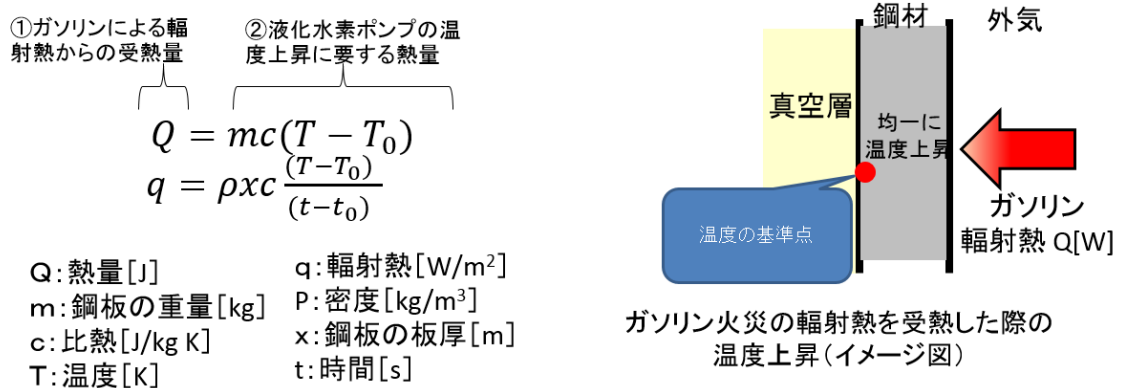 ①ガソリンによる輻
射熱からの受熱量
②液化水素ポンプの温
度上昇に要する熱量
Q = mc(T − T₀)
q = ρxc (T−T₀)/(t−t₀)
Q:熱量[J]
m:鋼板の重量[kg]
c:比熱[J/kg K]
T:温度[K]
q:輻射熱[W/m²]
P:密度[kg/m³]
x:鋼板の板厚[m]
t:時間[s]
鋼材
外気
真空層
均一に
温度上昇
温度の基準点
ガソリン
輻射熱 Q[W]
ガソリン火災の輻射熱を受熱した際の
温度上昇(イメージ図)